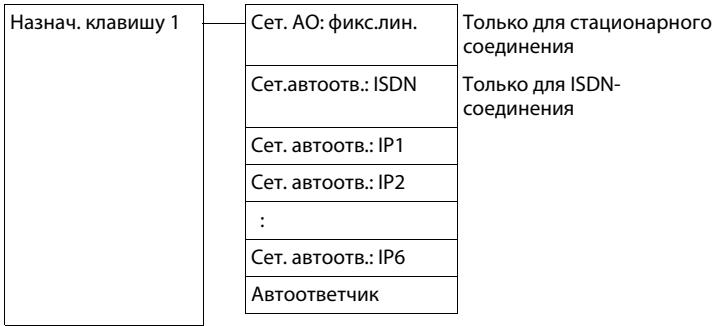 Назнач. клавишу 1
Сет. АО: фикс.лин.
Только для стационарного
соединения
Сет.автоотв.: ISDN
Только для ISDN-
соединения
Сет. автоотв.: IP1
Сет. автоотв.: IP2
:
Сет. автоотв.: IP6
Автоответчик